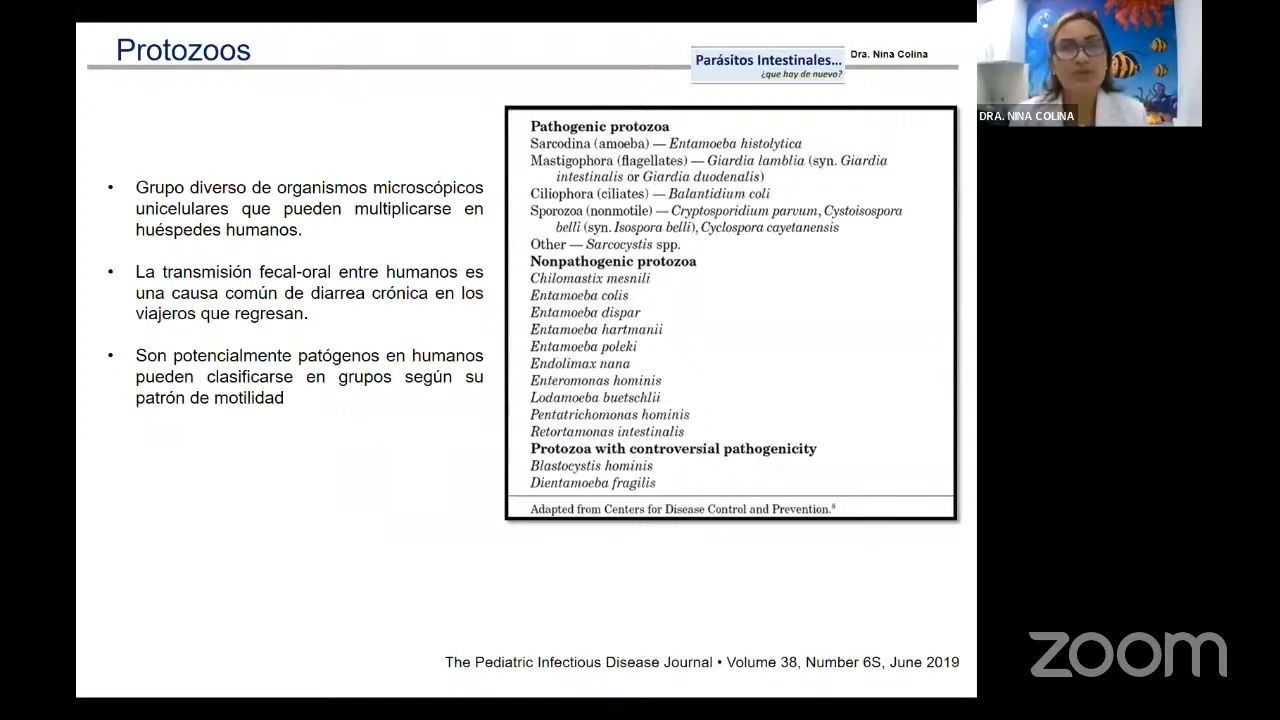 Protozoos
Parásitos Intestinales...
¿que hay de nuevo?
Dra. Nina Colina
DRA. NINA COLINA
• Grupo diverso de organismos microscópicos
unicelulares que pueden multiplicarse en
huéspedes humanos.
• La transmisión fecal-oral entre humanos es
una causa común de diarrea crónica en los
viajeros que regresan.
• Son potencialmente patógenos en humanos
pueden clasificarse en grupos según su
patrón de motilidad
Pathogenic protozoa
Sarcodina (amoeba) — Entamoeba histolytica
Mastigophora (flagellates) — Giardia lamblia (syn. Giardia
intestinalis or Giardia duodenalis)
Ciliophora (ciliates) — Balantidium coli
Sporozoa (nonmotile) — Cryptosporidium parvum, Cystoisospora
belli (syn. Isospora belli), Cyclospora cayetanensis
Other — Sarcocystis spp.
Nonpathogenic protozoa
Chilomastix mesnili
Entamoeba colis
Entamoeba dispar
Entamoeba hartmanii
Entamoeba poleki
Endolimax nana
Enteromonas hominis
Lodamoeba buetschlii
Pentatrichomonas hominis
Retortamonas intestinalis
Protozoa with controversial pathogenicity
Blastocystis hominis
Dientamoeba fragilis
Adapted from Centers for Disease Control and Prevention.⁸
The Pediatric Infectious Disease Journal • Volume 38, Number 6S, June 2019
zoom